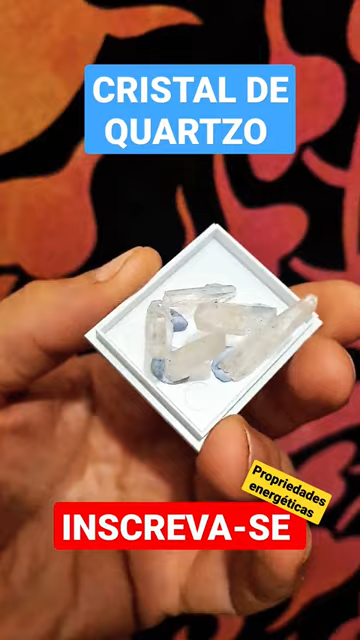 CRISTAL DE
QUARTZO
Propriedades
energéticas
INSCREVA-SE